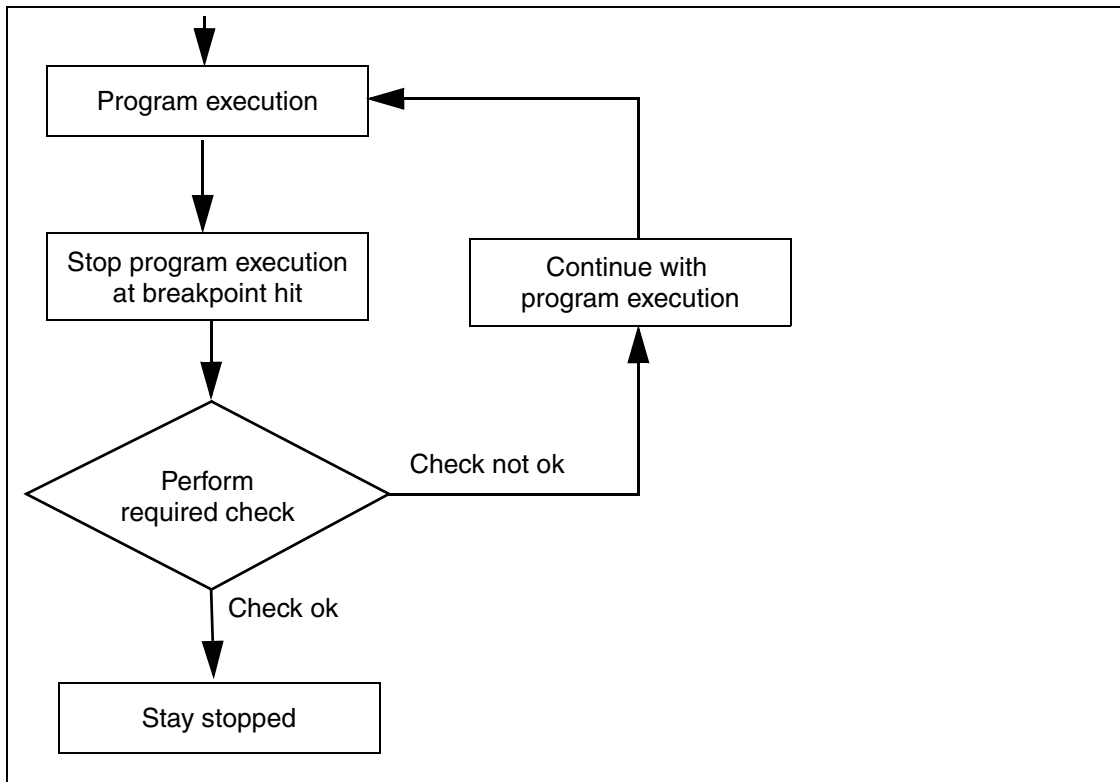 Program execution
Stop program execution
at breakpoint hit
Continue with
program execution
Perform
required check
Check not ok
Check ok
Stay stopped